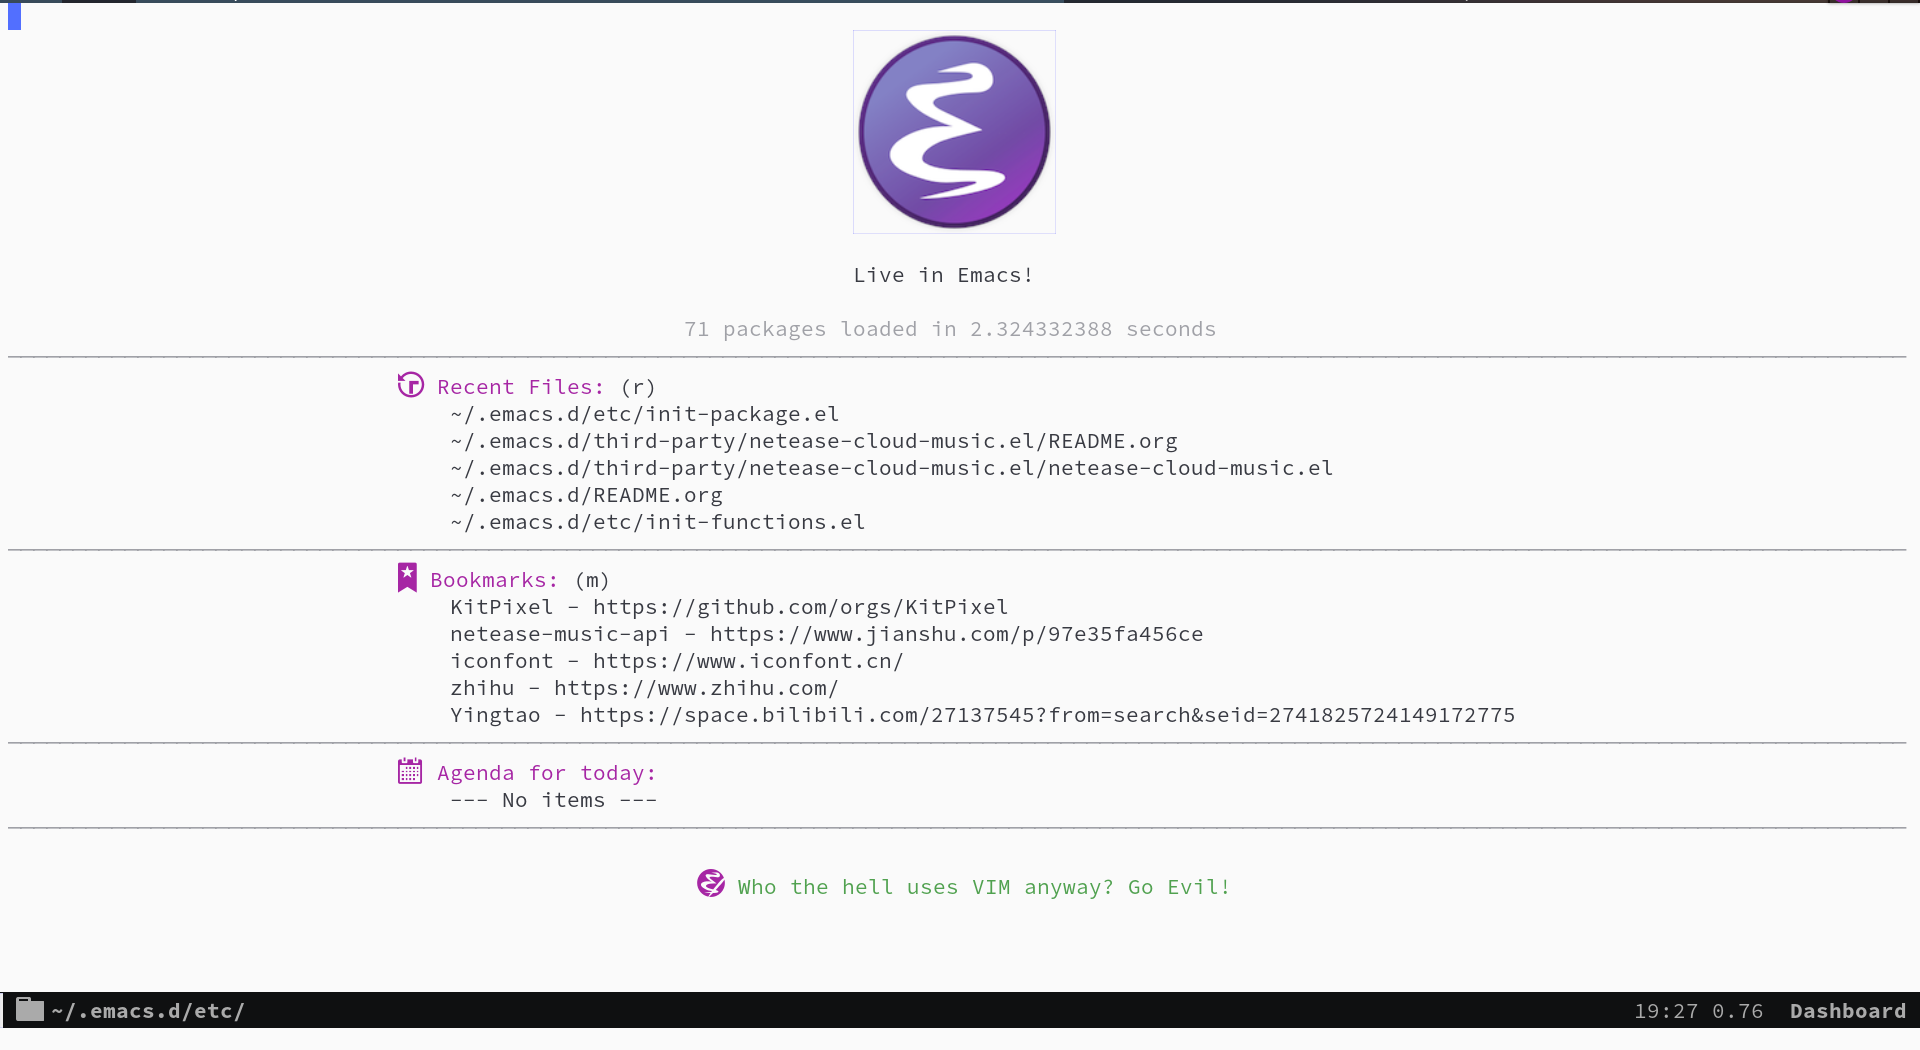 Live in Emacs!
71 packages loaded in 2.324332388 seconds
Recent Files: (r)
~/.emacs.d/etc/init-package.el
~/.emacs.d/third-party/netease-cloud-music.el/README.org
~/.emacs.d/third-party/netease-cloud-music.el/netease-cloud-music.el
~/.emacs.d/README.org
~/.emacs.d/etc/init-functions.el
Bookmarks: (m)
KitPixel - https://github.com/orgs/KitPixel
netease-music-api - https://www.jianshu.com/p/97e35fa456ce
iconfont - https://www.iconfont.cn/
zhihu - https://www.zhihu.com/
Yingtao - https://space.bilibili.com/27137545?from=search&seid=2741825724149172775
Agenda for today:
--- No items ---
Who the hell uses VIM anyway? Go Evil!
~/.emacs.d/etc/ 19:27 0.76 Dashboard